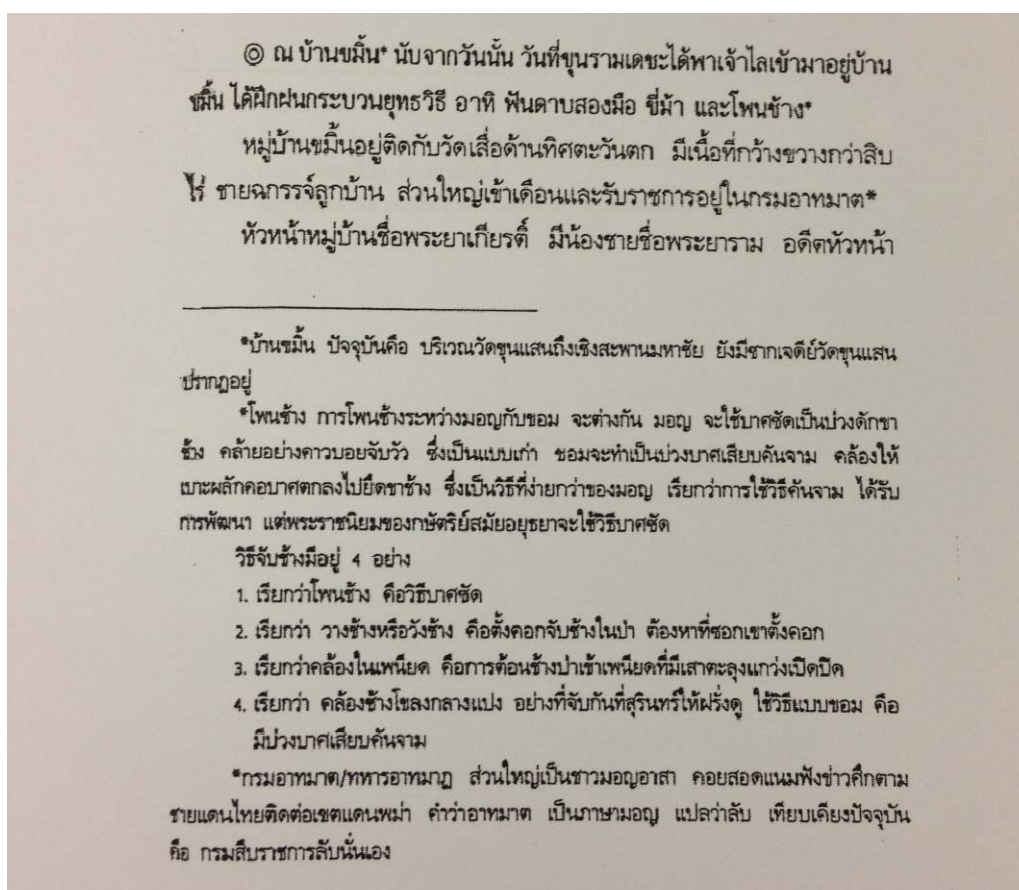 ◎ ณ บ้านขมิ้น* นับจากวันนั้น วันที่ขุนรามเดชะได้พาเจ้าไลเข้ามาอยู่บ้าน
ขมิ้น ได้ฝึกฝนกระบวนยุทธวิธี อาทิ ฟันดาบสองมือ ขี่ม้า และโพนช้าง*
หมู่บ้านขมิ้นอยู่ติดกับวัดเสื่อด้านทิศตะวันตก มีเนื้อที่กว้างขวางกว่าสิบ
ไร่ ชายฉกรรจ์ลูกบ้าน ส่วนใหญ่เข้าเดือนและรับราชการอยู่ในกรมอาทมาต*
หัวหน้าหมู่บ้านชื่อพระยาเกียรติ์ มีน้องชายชื่อพระยาราม อดีตหัวหน้า
*บ้านขมิ้น ปัจจุบันคือ บริเวณวัดขุนแสนถึงเชิงสะพานมหาชัย ยังมีซากเจดีย์วัดขุนแสน
ปรากฏอยู่
*โพนช้าง การโพนช้างระหว่างมอญกับขอม จะต่างกัน มอญ จะใช้บาศซัดเป็นบ่วงดักขา
ช้าง คล้ายอย่างคาวบอยจับวัว ซึ่งเป็นแบบเก่า ขอมจะทำเป็นบ่วงบาศเสียบคันจาม คล้องให้
เบาะผลักคอบาศตกลงไปยึดขาช้าง ซึ่งเป็นวิธีที่ง่ายกว่าของมอญ เรียกว่าการใช้วิธีคันจาม ได้รับ
การพัฒนา แต่พระราชนิยมของกษัตริย์สมัยอยุธยาจะใช้วิธีบาศซัด
วิธีจับช้างมีอยู่ 4 อย่าง
1. เรียกว่าโพนช้าง คือวิธีบาศซัด
2. เรียกว่า วางช้างหรือวังช้าง คือตั้งคอกจับช้างในป่า ต้องหาที่ซอกเขาตั้งคอก
3. เรียกว่าคล้องในเพนียด คือการต้อนช้างป่าเข้าเพนียดที่มีเสาตะลุงแกว่งเปิดปิด
4. เรียกว่า คล้องช้างโขลงกลางแปง อย่างที่จับกันที่สุรินทร์ให้ฝรั่งดู ใช้วิธีแบบขอม คือ
มีบ่วงบาศเสียบคันจาม
*กรมอาทมาต/ทหารอาทมาฏ ส่วนใหญ่เป็นชาวมอญอาสา คอยสอดแนมฟังข่าวศึกตาม
ชายแดนไทยติดต่อเขตแดนพม่า คำว่าอาทมาต เป็นภาษามอญ แปลว่าลับ เทียบเคียงปัจจุบัน
คือ กรมสืบราชการลับนั่นเอง